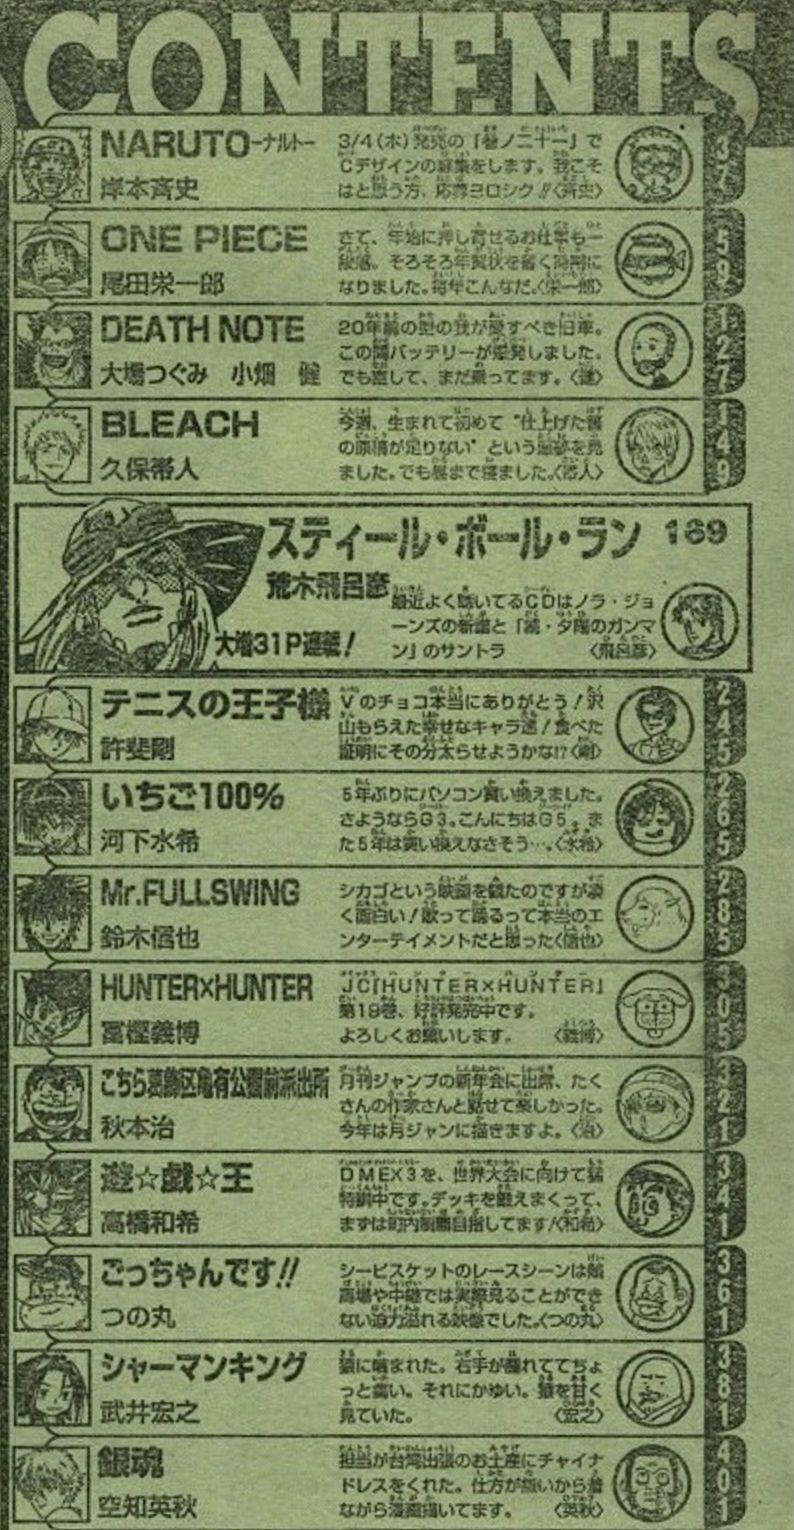 CONTENTS
NARUTO-ナルト-
岸本斉史
3/4(木)発売の「巻ノ二十一」で
Cデザインの募集をします。我こそ
はと思う方、応募ヨロシク!!〈斉史〉
37
ONE PIECE
尾田栄一郎
さて、年始に押し寄せるお仕事も一
段落。そろそろ年賀状を書く時期に
なりました。毎年こんなだ。〈栄一郎〉
59
DEATH NOTE
大場つぐみ 小畑 健
20年前の型の我が愛すべき旧車。
この間バッテリーが爆発しました。
でも直して、まだ乗ってます。〈健〉
127
BLEACH
久保帯人
今週、生まれて初めて“仕上げた筈
の原稿が足りない”という悪夢を見
ました。でも昼まで寝ました。〈帯人〉
149
スティール・ボール・ラン 169
荒木飛呂彦
大増31P連載!
最近よく聴いてるCDはノラ・ジョ
ーンズの新譜と「続・夕陽のガンマ
ン」のサントラ 〈飛呂彦〉
テニスの王子様
許斐剛
Vのチョコ本当にありがとう!沢
山もらえた幸せなキャラ達!食べた
証明にその分太らせようかな!?〈剛〉
245
いちご100%
河下水希
5年ぶりにパソコン買い換えました。
さようならG3。こんにちはG5。ま
た5年は買い換えなさそう…。〈水希〉
265
Mr.FULLSWING
鈴木信也
シカゴという映画を観たのですが凄
く面白い!歌って踊るって本当のエ
ンターテイメントだと思った〈信也〉
285
HUNTER×HUNTER
冨樫義博
JC「HUNTER×HUNTER」
第19巻、好評発売中です。
よろしくお願いします。 〈義博〉
305
こちら葛飾区亀有公園前派出所
秋本治
月刊ジャンプの新年会に出席、たく
さんの作家さんと話せて楽しかった。
今年は月ジャンに描きますよ。〈治〉
321
遊☆戯☆王
高橋和希
DMEX3を、世界大会に向けて猛
特訓中です。デッキを鍛えまくって、
まずは町内制覇目指してます!〈和希〉
341
ごっちゃんです!!
つの丸
シービスケットのレースシーンは競
馬場や中継では実際見ることができ
ない迫力溢れる映像でした。〈つの丸〉
361
シャーマンキング
武井宏之
猿に噛まれた。右手が腫れててちょ
っと痛い。それにかゆい。猿を甘く
見ていた。 〈宏之〉
381
銀魂
空知英秋
担当が台湾出張のお土産にチャイナ
ドレスをくれた。仕方が無いから着
ながら漫画描いてます。 〈英秋〉
401